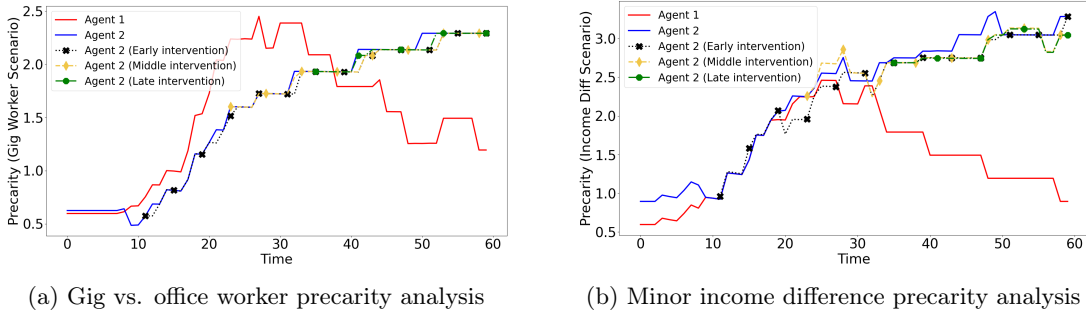 Precarity (Gig Worker Scenario)
2.5
2.0
1.5
1.0
0.5
Agent 1
Agent 2
Agent 2 (Early intervention)
Agent 2 (Middle intervention)
Agent 2 (Late intervention)
0 10 20 30 40 50 60
Time
(a) Gig vs. office worker precarity analysis
Precarity (Income Diff Scenario)
3.0
2.5
2.0
1.5
1.0
0.5
Agent 1
Agent 2
Agent 2 (Early intervention)
Agent 2 (Middle intervention)
Agent 2 (Late intervention)
0 10 20 30 40 50 60
Time
(b) Minor income difference precarity analysis